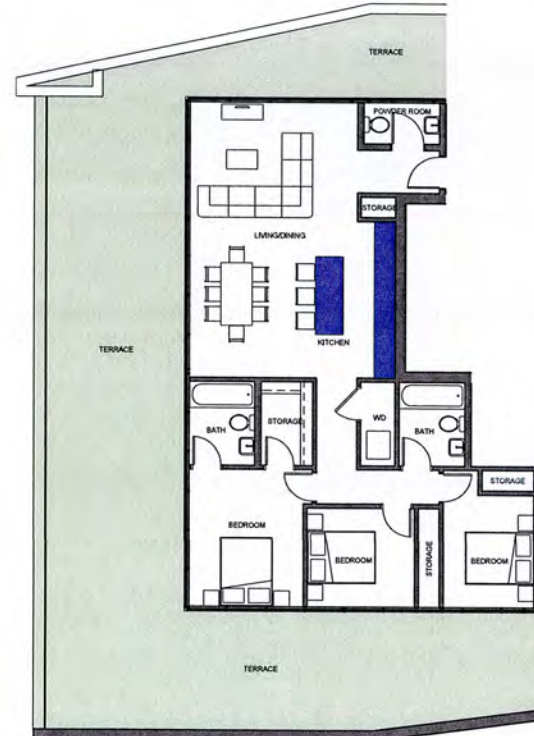 TERRACE
POWDER ROOM
STORAGE
LIVING/DINING
TERRACE
KITCHEN
BATH
STORAGE
WD
BATH
STORAGE
BEDROOM
BEDROOM
STORAGE
BEDROOM
TERRACE